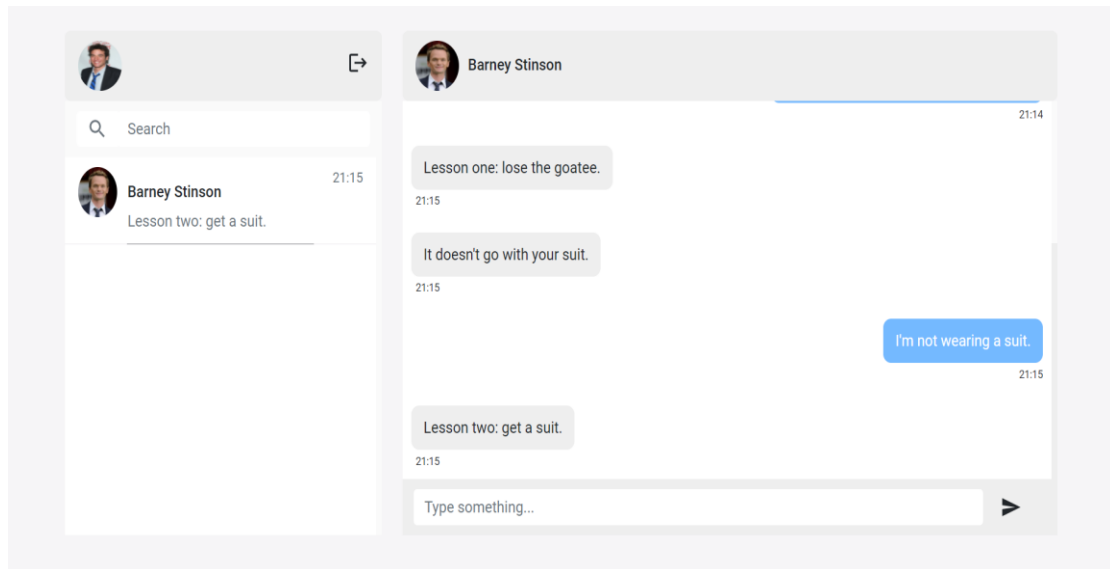 Search
Barney Stinson
21:15
Lesson two: get a suit.
Barney Stinson
21:14
Lesson one: lose the goatee.
21:15
It doesn't go with your suit.
21:15
I'm not wearing a suit.
21:15
Lesson two: get a suit.
21:15
Type something...